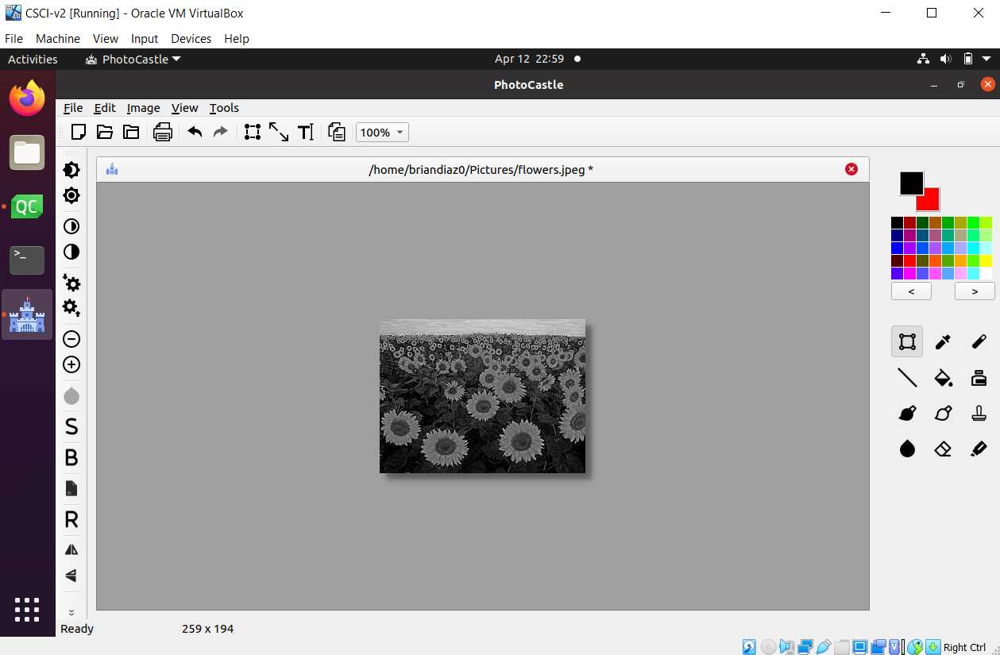 CSCI-v2 [Running] - Oracle VM VirtualBox
File Machine View Input Devices Help
Activities PhotoCastle Apr 12 22:59
PhotoCastle
File Edit Image View Tools
T 100%
/home/briandiaz0/Pictures/flowers.jpeg *
QC
>_
< >
S
B
R
Ready 259 x 194
V Right Ctrl